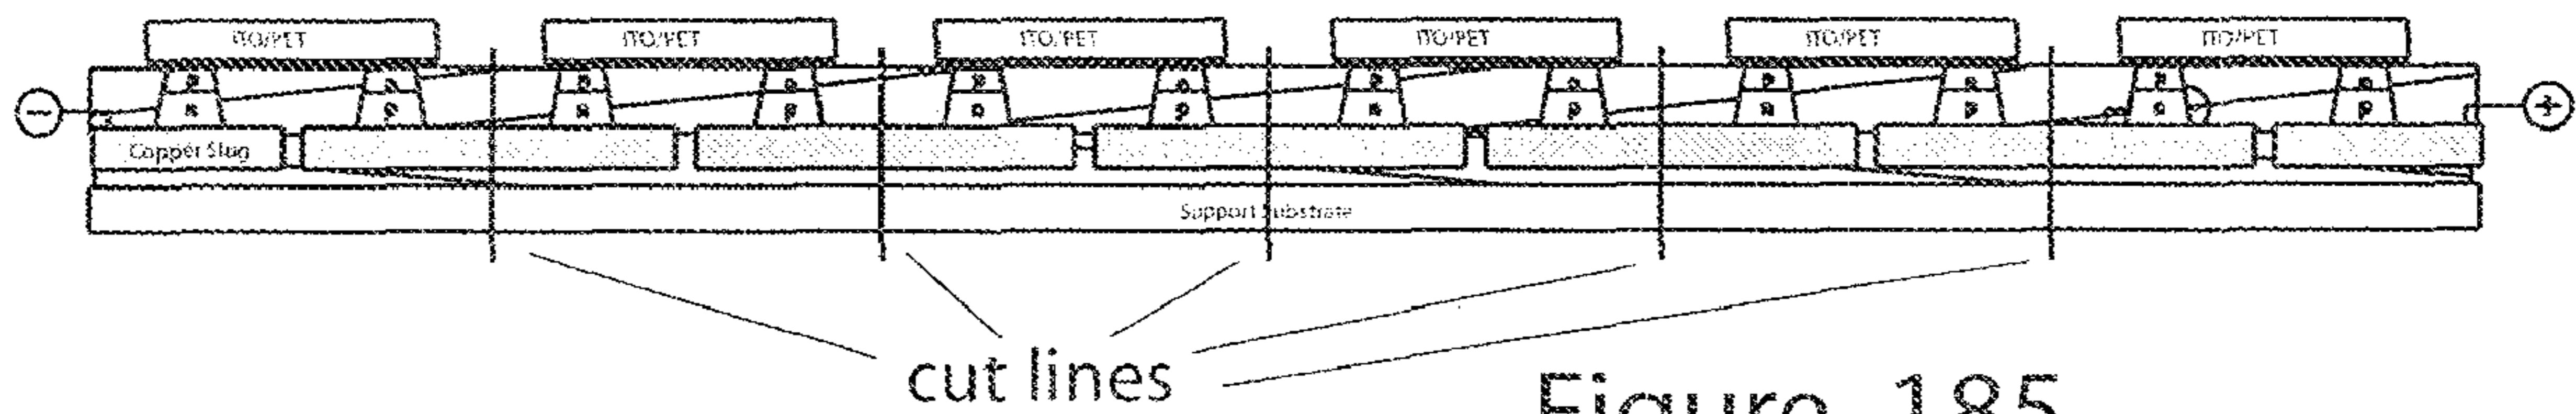 ITO/PET ITO/PET ITO/PET ITO/PET ITO/PET ITO/PET
Copper Slug
Support Substrate
cut lines
Figure 185